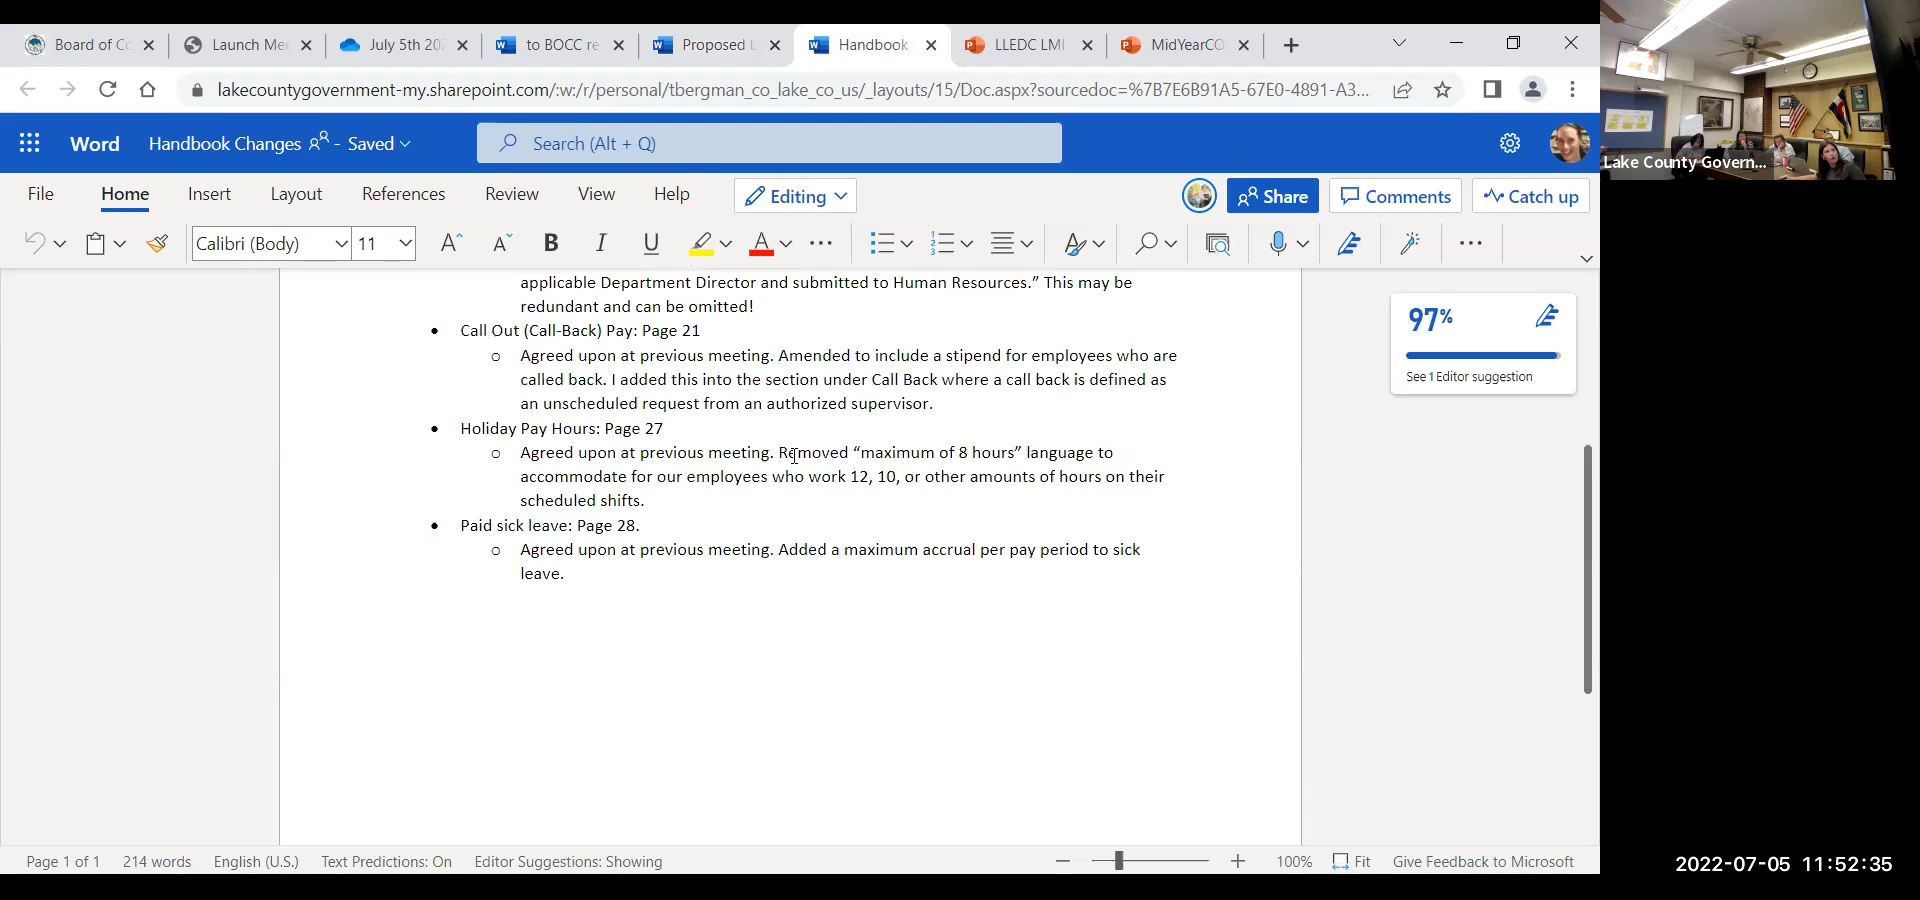 Board of Co
Launch Mee
July 5th 202
to BOCC re
Proposed L
Handbook
LLEDC LMI
MidYearCO
lakecountygovernment-my.sharepoint.com/:w:/r/personal/tbergman_co_lake_co_us/_layouts/15/Doc.aspx?sourcedoc=%7B7E6B91A5-67E0-4891-A3...
Word
Handbook Changes - Saved
Search (Alt + Q)
File
Home
Insert
Layout
References
Review
View
Help
Editing
Share
Comments
Catch up
Calibri (Body)
11
applicable Department Director and submitted to Human Resources.” This may be
redundant and can be omitted!
• Call Out (Call-Back) Pay: Page 21
o Agreed upon at previous meeting. Amended to include a stipend for employees who are
called back. I added this into the section under Call Back where a call back is defined as
an unscheduled request from an authorized supervisor.
• Holiday Pay Hours: Page 27
o Agreed upon at previous meeting. Removed “maximum of 8 hours” language to
accommodate for our employees who work 12, 10, or other amounts of hours on their
scheduled shifts.
• Paid sick leave: Page 28.
o Agreed upon at previous meeting. Added a maximum accrual per pay period to sick
leave.
97%
See 1 Editor suggestion
Page 1 of 1
214 words
English (U.S.)
Text Predictions: On
Editor Suggestions: Showing
100%
Fit
Give Feedback to Microsoft
Lake County Govern...
2022-07-05 11:52:35